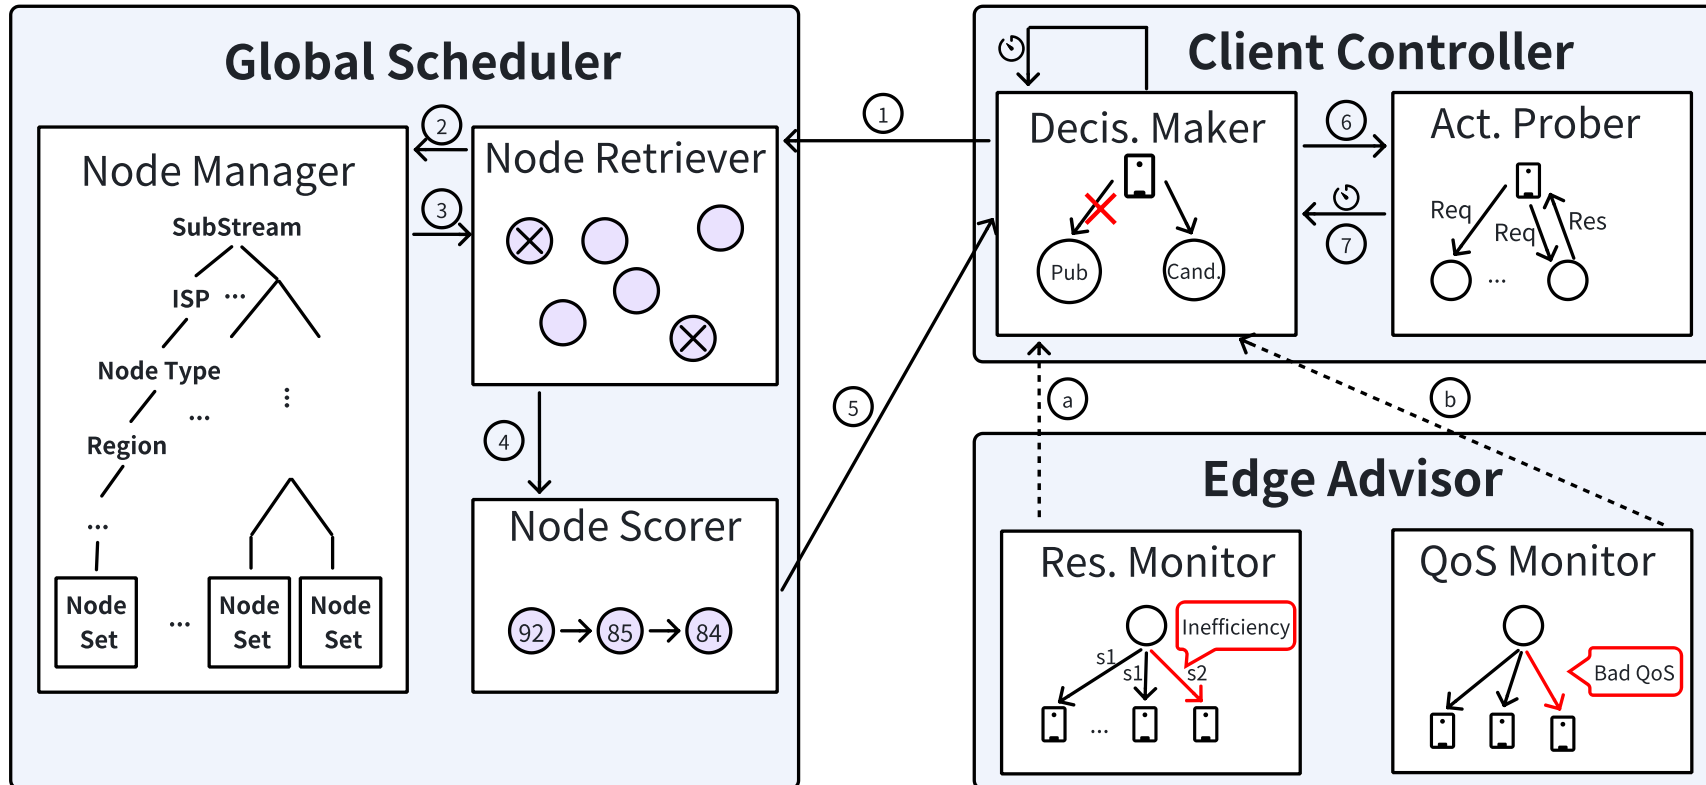 Global Scheduler
Node Manager
SubStream
ISP ...
Node Type
...
Region
...
Node Set
...
Node Set
Node Set
2
3
Node Retriever
4
Node Scorer
92
85
84
1
5
Client Controller
Decis. Maker
Pub
Cand.
6
7
Act. Prober
Req
Req
Res
...
a
b
Edge Advisor
Res. Monitor
Inefficiency
s1
s1
s2
...
QoS Monitor
Bad QoS